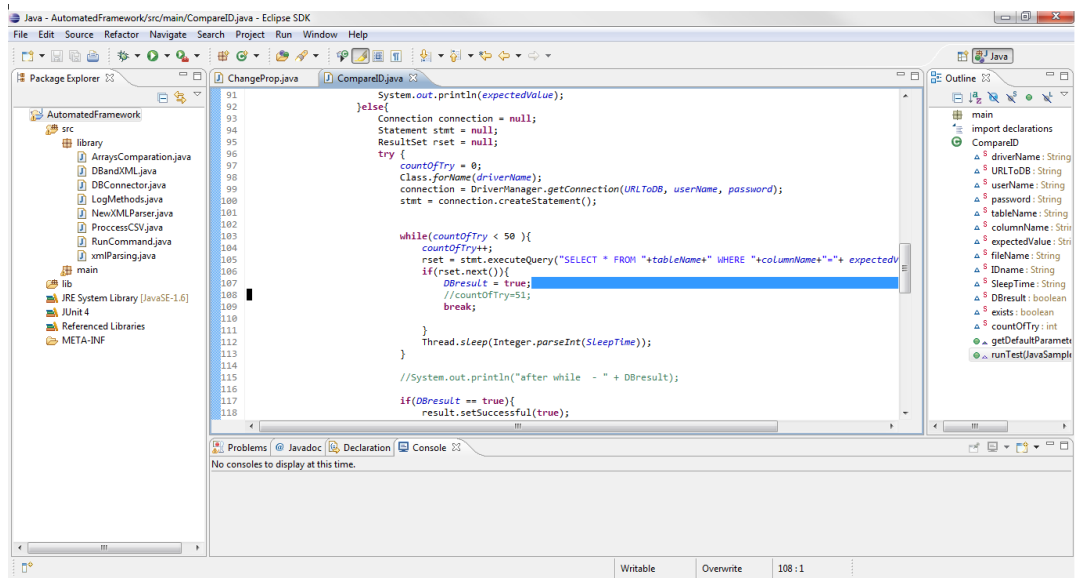 Java - AutomatedFramework/src/main/CompareID.java - Eclipse SDK
File Edit Source Refactor Navigate Search Project Run Window Help
Java
Package Explorer
AutomatedFramework
src
library
ArraysComparation.java
DBandXML.java
DBConnector.java
LogMethods.java
NewXMLParser.java
ProccessCSV.java
RunCommand.java
xmlParsing.java
main
lib
JRE System Library [JavaSE-1.6]
JUnit 4
Referenced Libraries
META-INF
ChangeProp.java CompareID.java
91 System.out.println(expectedValue);
92 }else{
93 Connection connection = null;
94 Statement stmt = null;
95 ResultSet rset = null;
96 try {
97 countOfTry = 0;
98 Class.forName(driverName);
99 connection = DriverManager.getConnection(URLToDB, userName, password);
100 stmt = connection.createStatement();
101
102
103 while(countOfTry < 50 ){
104 countOfTry++;
105 rset = stmt.executeQuery("SELECT * FROM "+tableName+" WHERE "+columnName+"="+ expectedV
106 if(rset.next()){
107 DBresult = true;
108 //countOfTry=51;
109 break;
110
111 }
112 Thread.sleep(Integer.parseInt(SleepTime));
113 }
114
115 //System.out.println("after while  - " + DBresult);
116
117 if(DBresult == true){
118 result.setSuccessful(true);
Outline
main
import declarations
CompareID
S driverName : String
S URLToDB : String
S userName : String
S password : String
S tableName : String
S columnName : Strin
S expectedValue : Stri
S fileName : String
S IDname : String
S SleepTime : String
S DBresult : boolean
S exists : boolean
S countOfTry : int
getDefaultParamete
runTest(JavaSample
Problems @ Javadoc Declaration Console
No consoles to display at this time.
Writable Overwrite 108 : 1